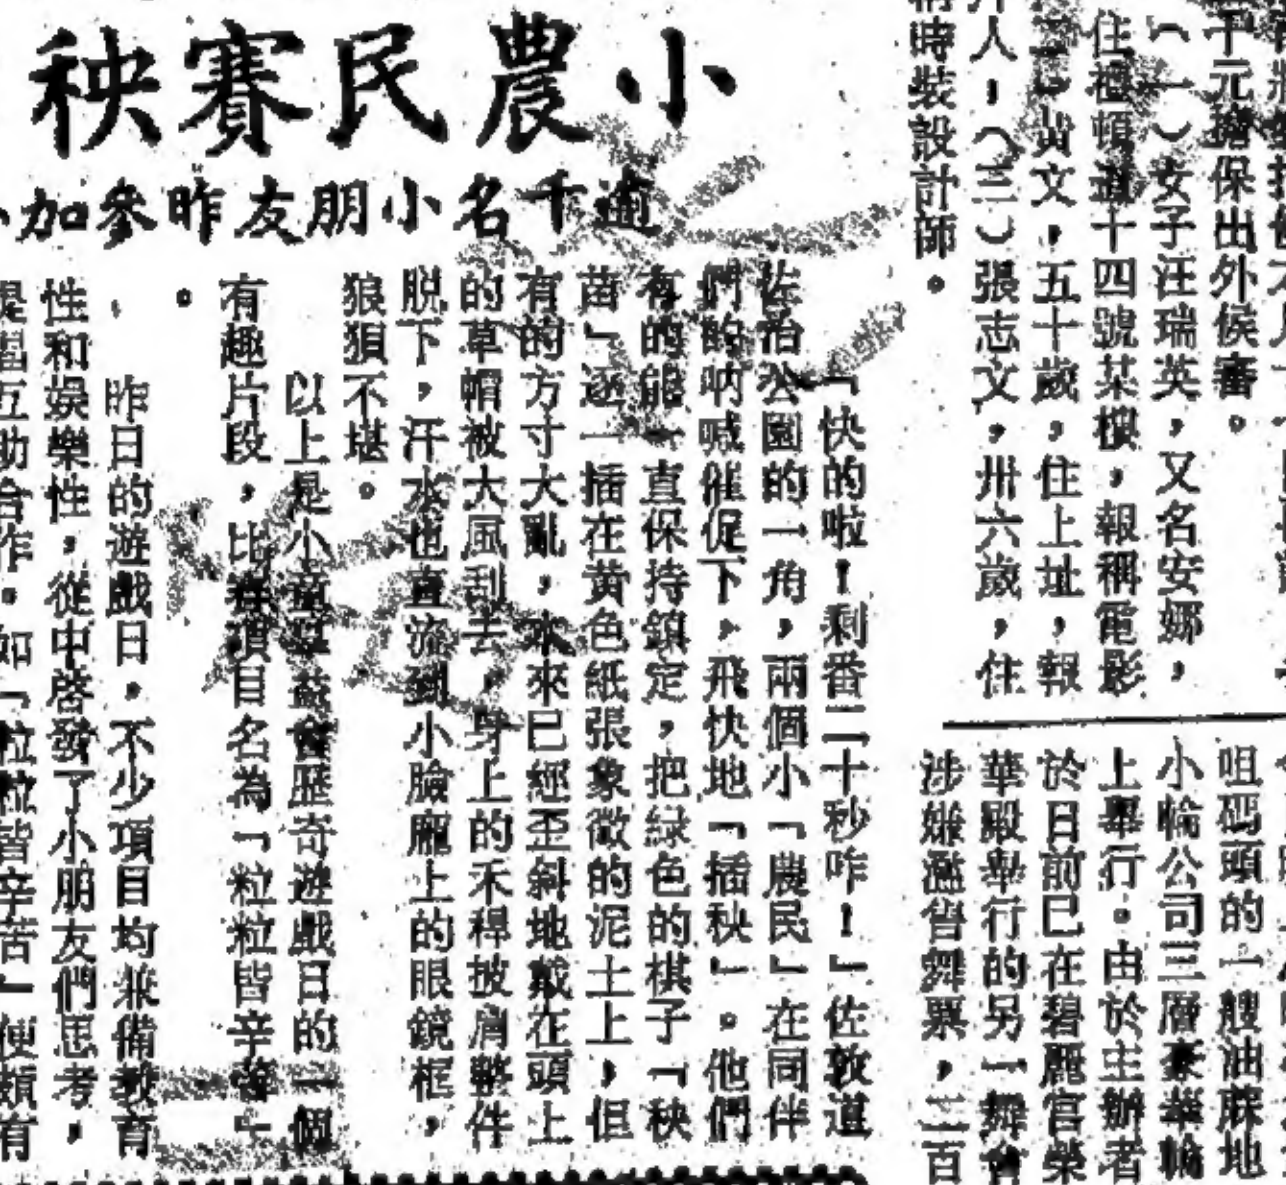 小農民賽秧
逾千名小朋友昨參加
「快的啦！剩番二十秒咋！」佐敦道
佐治公園的一角，兩個小「農民」在同伴
們的吶喊催促下，飛快地「插秧」。他們
有的能一直保持鎮定，把綠色的棋子「秧
苗」逐一插在黃色紙張象徵的泥土上，但
有的方寸大亂，本來已經歪斜地戴在頭上
的草帽被大風刮去，身上的禾稈披肩整件
脫下，汗水也直流到小臉龐上的眼鏡框，
狼狽不堪。
以上是小童群益會歷奇遊戲日的一個
有趣片段，比賽項目名為「粒粒皆辛苦」
。
昨日的遊戲日，不少項目均兼備教育
性和娛樂性，從中啓發了小朋友們思考，
是個互助合作。如「粒粒皆辛苦」便頗有
千元擔保出外候審。
（一）女子汪瑞英，又名安娜，
住禮頓道十四號某樓，報稱電影
黃文，五十歲，住上址，報
人，（三）張志文，卅六歲，住
時裝設計師。
咀碼頭的一艘油蔴地
小輪公司三層豪華輪
上舉行。由於主辦者
於日前已在碧麗宮榮
華殿舉行的另一舞會
涉嫌濫售舞票，二百